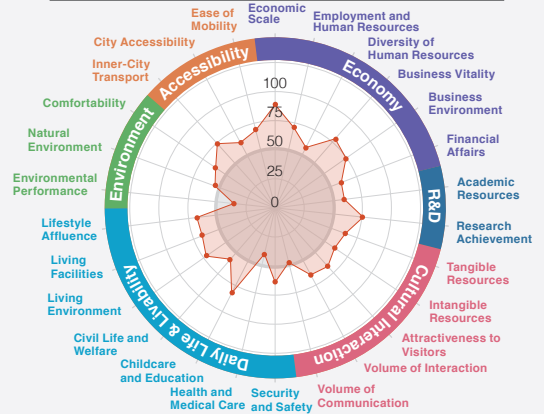 Economic
Scale
Ease of
Mobility
Employment and
Human Resources
City Accessibility
Diversity of
Human Resources
Inner-City
Transport
Business Vitality
Comfortability
Business
Environment
Natural
Environment
Financial
Affairs
Environmental
Performance
Academic
Resources
Lifestyle
Affluence
Research
Achievement
Living
Facilities
Tangible
Resources
Living
Environment
Intangible
Resources
Civil Life and
Welfare
Attractiveness to
Visitors
Childcare
and Education
Volume of Interaction
Health and
Medical Care
Security
and Safety
Volume of
Communication
Accessibility
Economy
Environment
R&D
Daily Life & Livability
Cultural Interaction
100
75
50
25
0